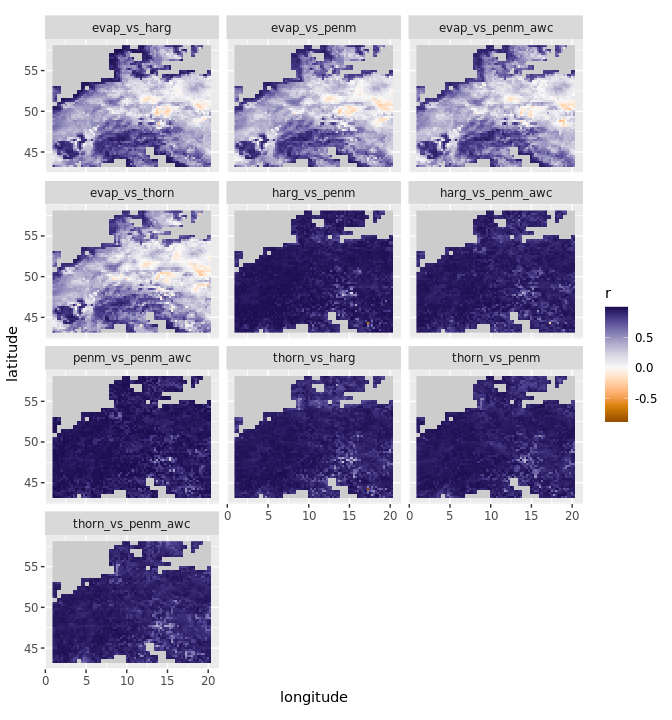 evap_vs_harg
evap_vs_penm
evap_vs_penm_awc
55
50
45
evap_vs_thorn
harg_vs_penm
harg_vs_penm_awc
55
50
45
r
0.5
0.0
-0.5
latitude
penm_vs_penm_awc
thorn_vs_harg
thorn_vs_penm
55
50
45
0 5 10 15 20 0 5 10 15 20
thorn_vs_penm_awc
55
50
45
0 5 10 15 20
longitude